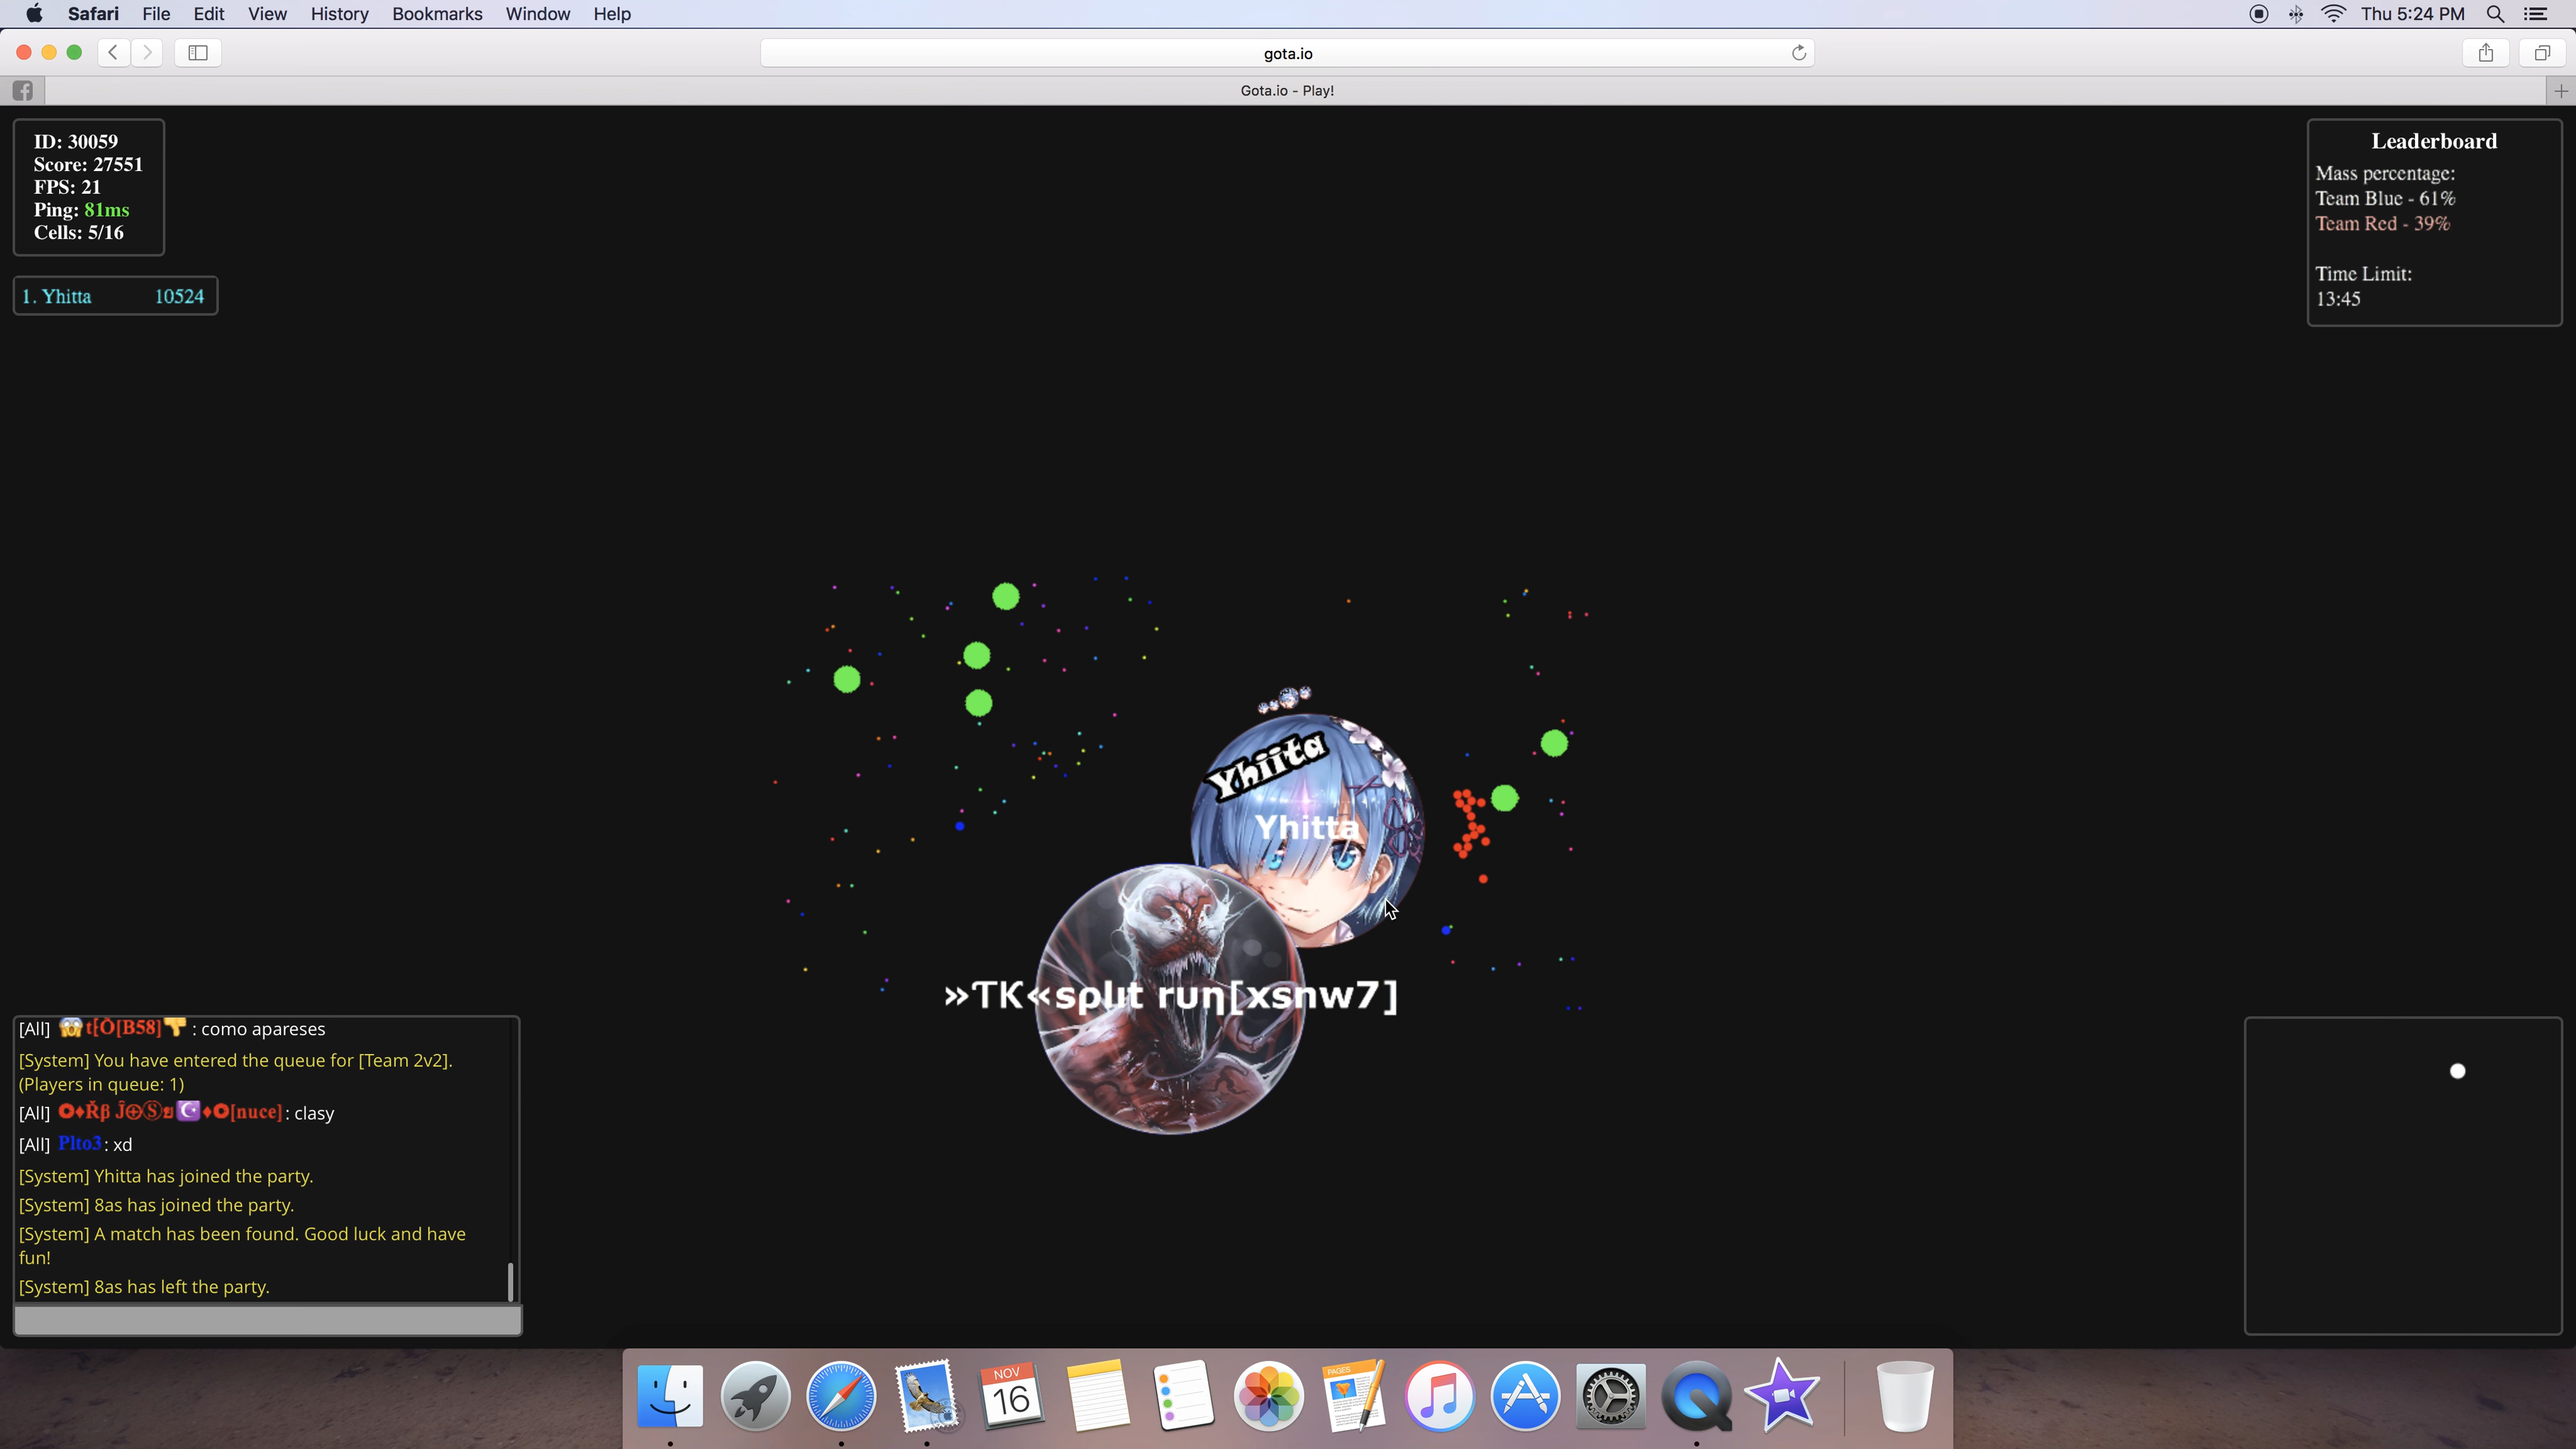 Safari File Edit View History Bookmarks Window Help Thu 5:24 PM
gota.io
Gota.io - Play!
ID: 30059
Score: 27551
FPS: 21
Ping: 81ms
Cells: 5/16
1. Yhitta 10524
Leaderboard
Mass percentage:
Team Blue - 61%
Team Red - 39%
Time Limit:
13:45
Yhiita
Yhitta
»TK«sρlιt ruη[xsnw7]
[All] [B58] : como apareses
[System] You have entered the queue for [Team 2v2].
(Players in queue: 1)
[All] [nuce] : clasy
[All] Plto3 : xd
[System] Yhitta has joined the party.
[System] 8as has joined the party.
[System] A match has been found. Good luck and have
fun!
[System] 8as has left the party.
NOV
16
PAGES